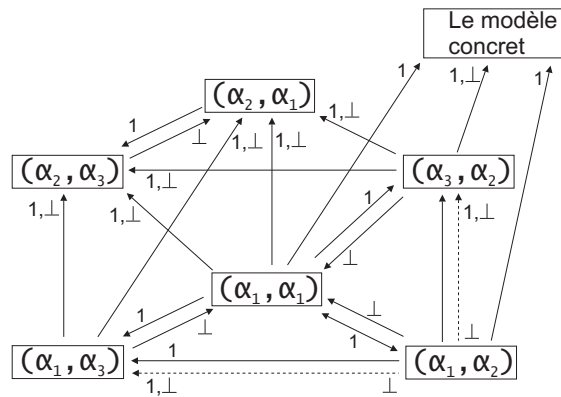 Le modèle
concret
1
1,⊥
1
(α₂,α₁)
1
⊥
1,⊥
1,⊥
1,⊥
(α₂,α₃)
1,⊥
(α₃,α₂)
1,⊥
1,⊥
1
1,⊥
⊥
(α₁,α₁)
1
⊥
⊥
1
⊥
(α₁,α₃)
1
(α₁,α₂)
1,⊥
⊥